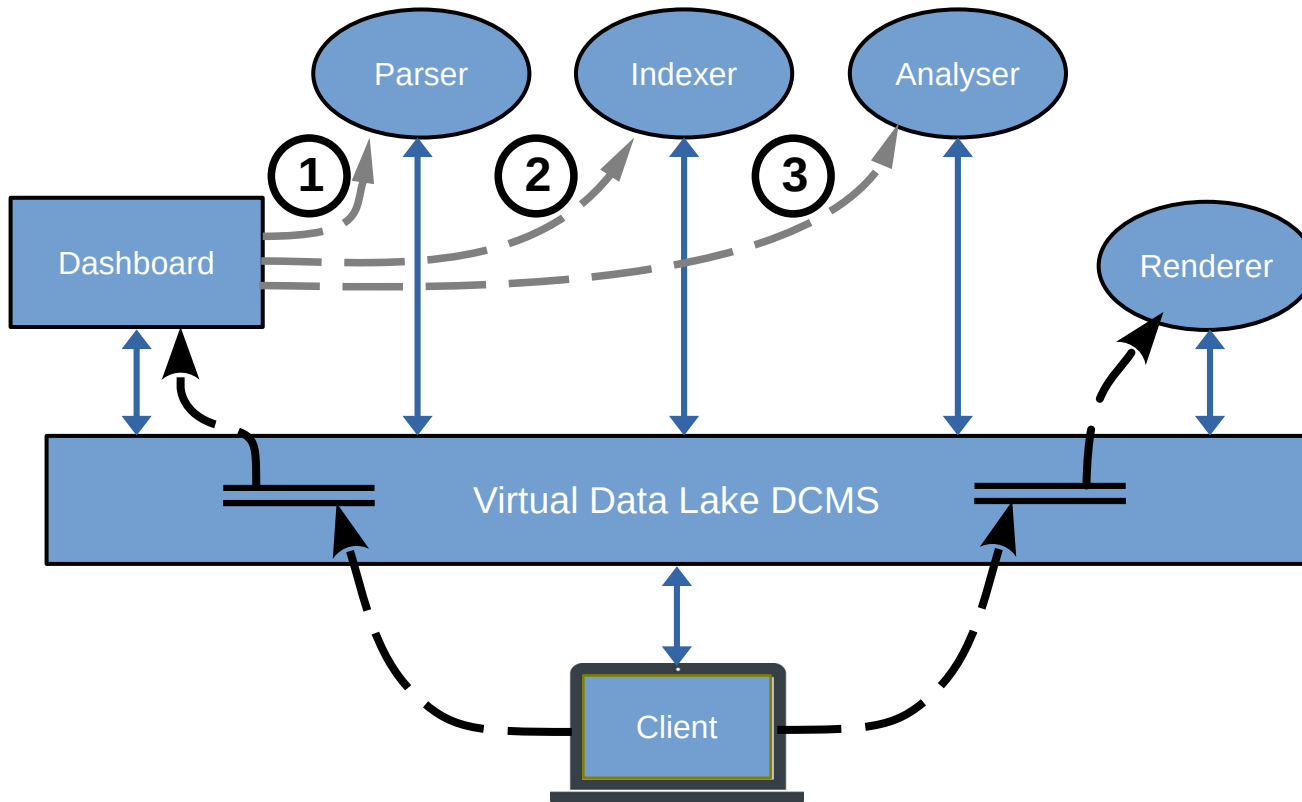 Parser
Indexer
Analyser
1
2
3
Dashboard
Renderer
Virtual Data Lake DCMS
Client